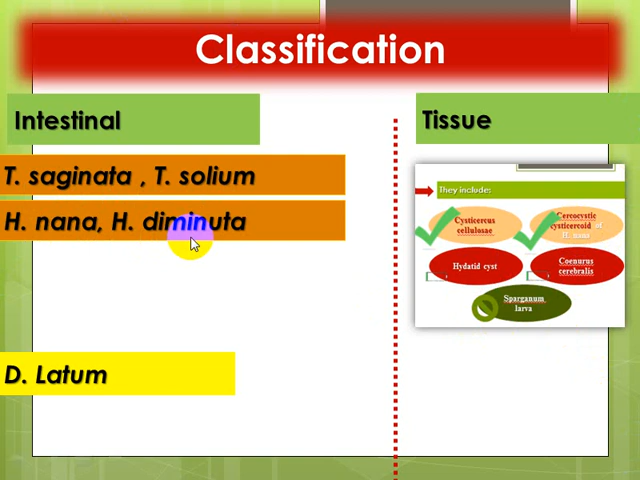 Classification
Intestinal
Tissue
T. saginata , T. solium
H. nana, H. diminuta
D. Latum
They include:
Cysticercus
cellulosae
Cercocystic
cysticercoid of
H. nana
Hydatid cyst
Coenurus
cerebralis
Sparganum
larva